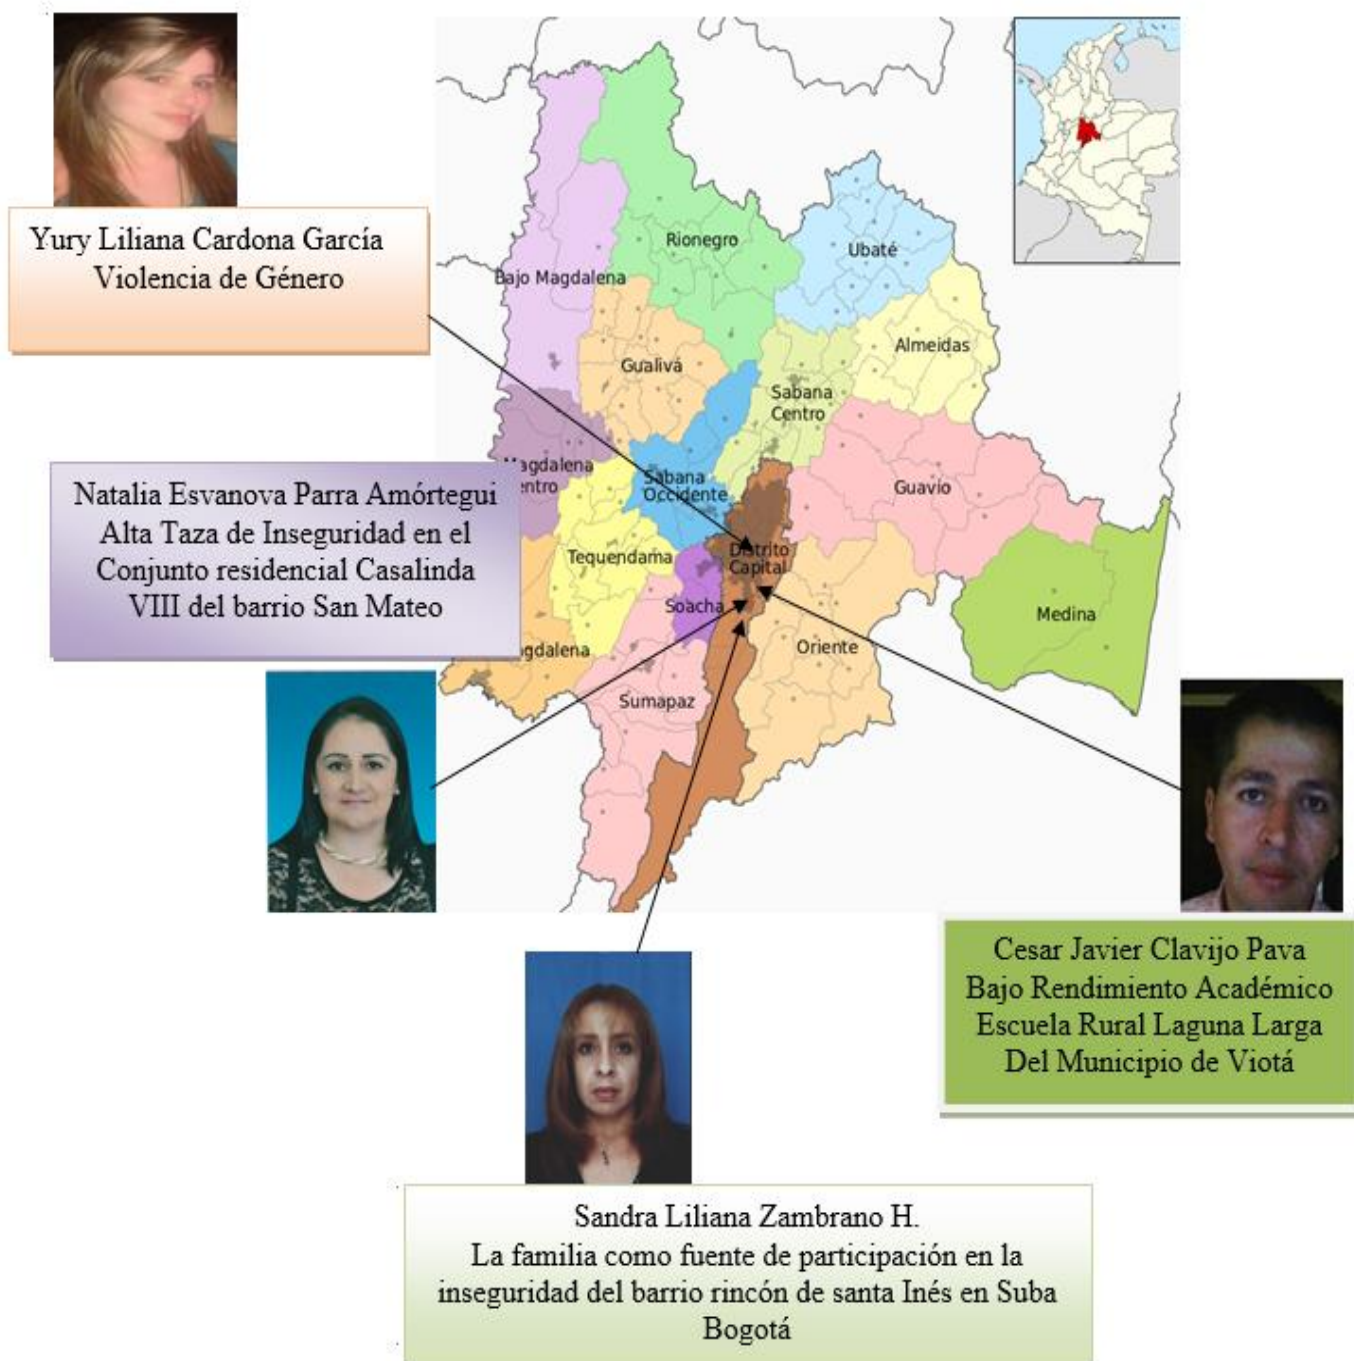 Yury Liliana Cardona García
Violencia de Género
Rionegro
Ubaté
Bajo Magdalena
Almeidas
Gualivá
Sabana
Centro
Magdalena
entro
Sabana
Occidente
Guavio
Natalia Esvanova Parra Amórtegui
Alta Taza de Inseguridad en el
Conjunto residencial Casalinda
VIII del barrio San Mateo
Tequendama
Distrito
Capital
Soacha
Medina
agdalena
Oriente
Sumapaz
Cesar Javier Clavijo Pava
Bajo Rendimiento Académico
Escuela Rural Laguna Larga
Del Municipio de Viotá
Sandra Liliana Zambrano H.
La familia como fuente de participación en la
inseguridad del barrio rincón de santa Inés en Suba
Bogotá